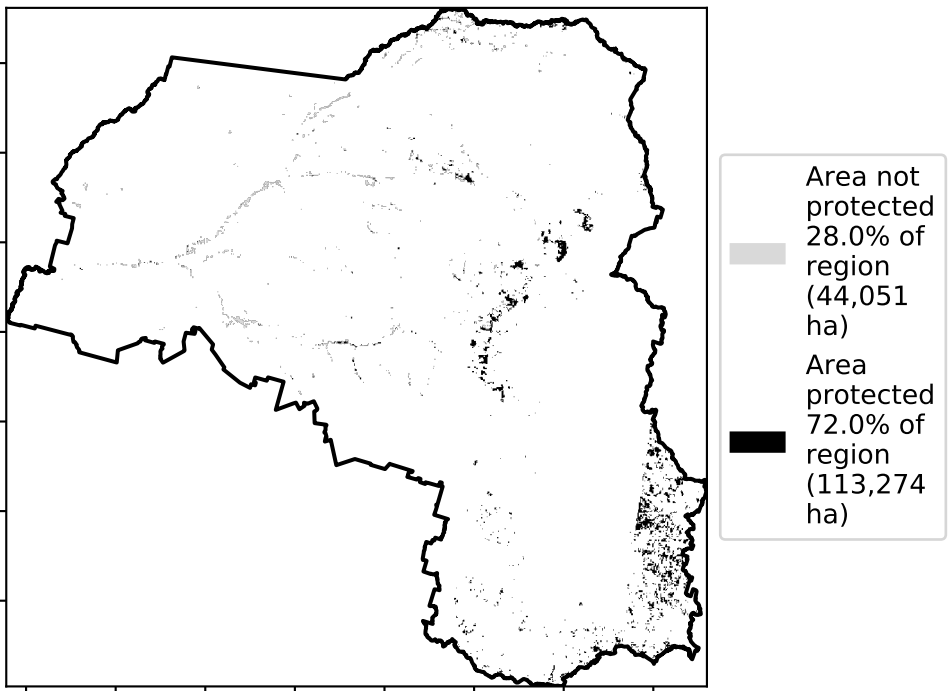 Area not
protected
28.0% of
region
(44,051
ha)
Area
protected
72.0% of
region
(113,274
ha)